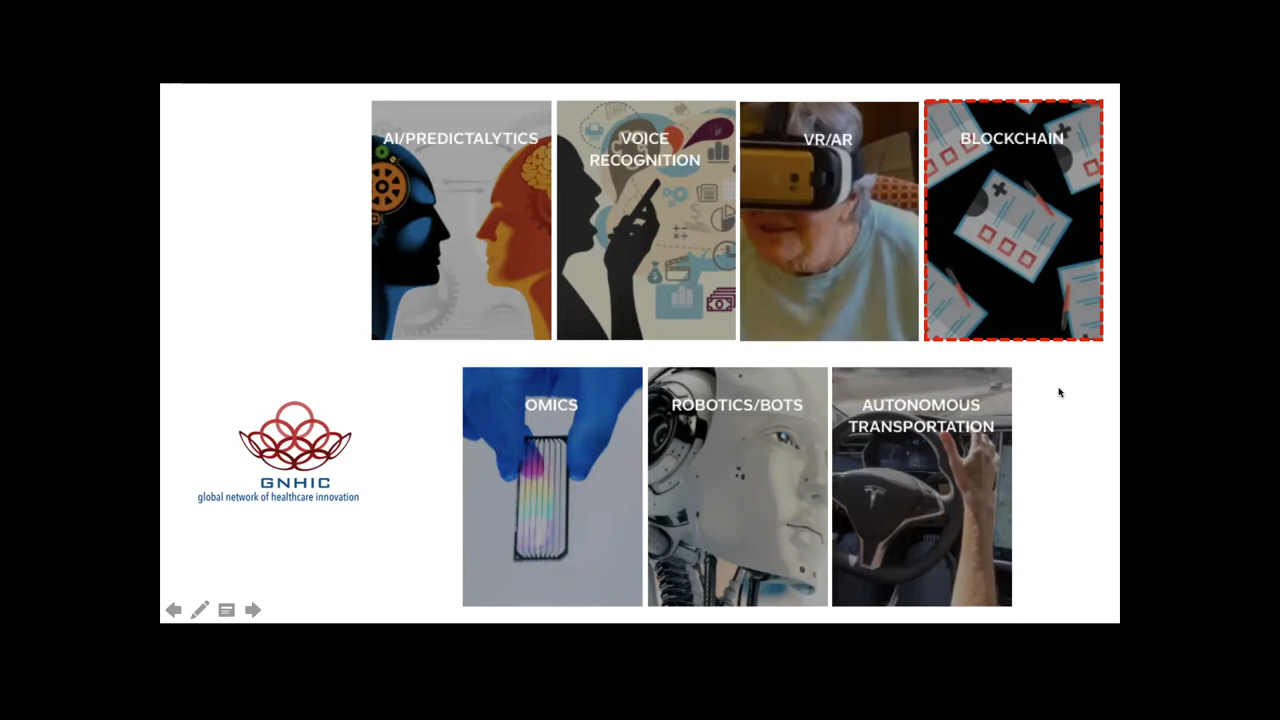 AI/PREDICTALYTICS
VOICE
RECOGNITION
VR/AR
BLOCKCHAIN
OMICS
ROBOTICS/BOTS
AUTONOMOUS
TRANSPORTATION
GNHIC
global network of healthcare innovation